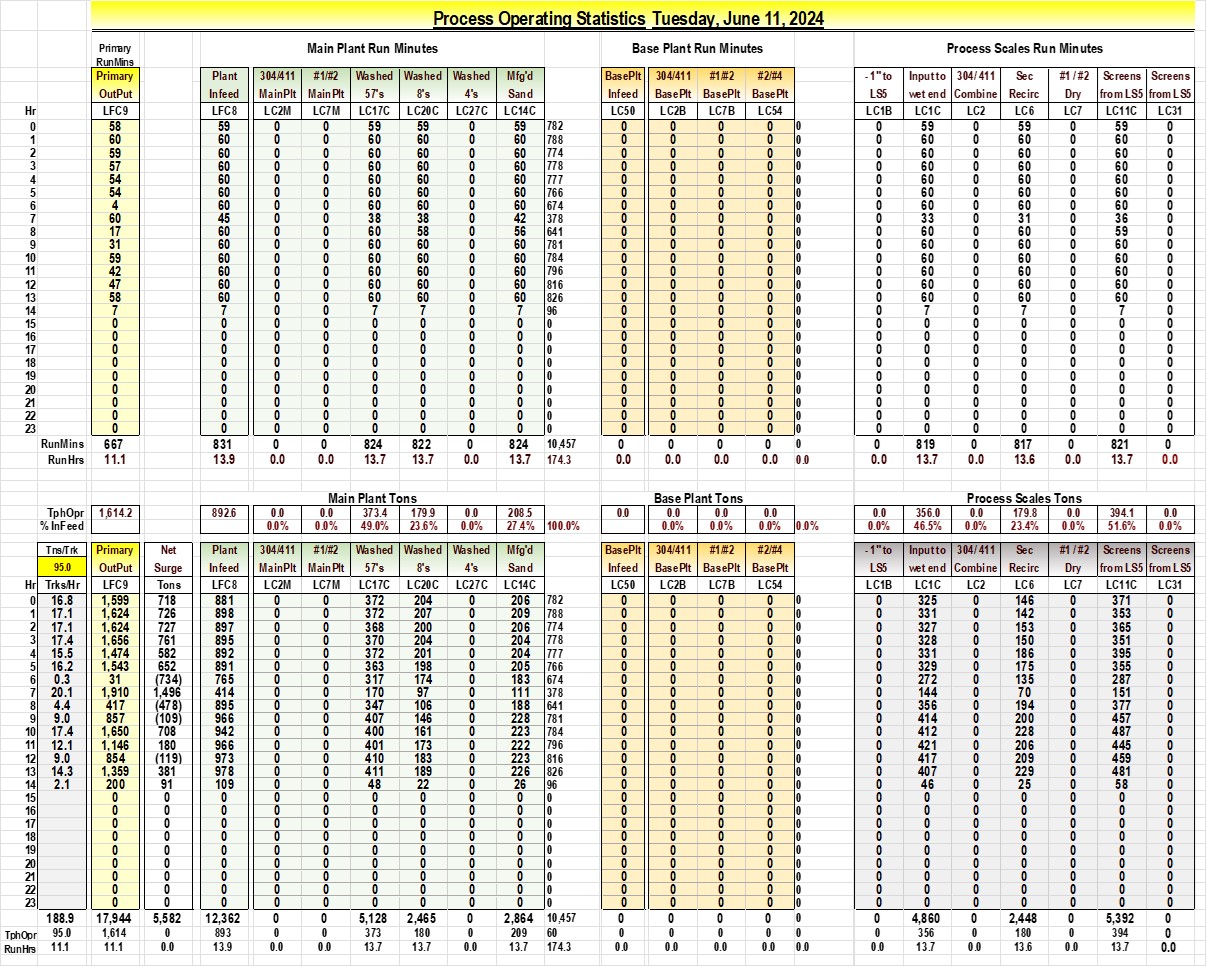 Process Operating Statistics Tuesday, June 11, 2024
Primary Main Plant Run Minutes Base Plant Run Minutes Process Scales Run Minutes
RunMins
Primary Plant 304/411 #1/#2 Washed Washed Washed Mfg'd BasePlt 304/411 #1/#2 #2/#4 -1" to Input to 304/411 Sec #1/#2 Screens Screens
OutPut Infeed MainPlt MainPlt 57's 8's 4's Sand Infeed BasePlt BasePlt BasePlt LS5 wet end Combine Recirc Dry from LS5 from LS5
Hr LFC9 LFC8 LC2M LC7M LC17C LC20C LC27C LC14C LC50 LC2B LC7B LC54 LC1B LC1C LC2 LC6 LC7 LC11C LC31
0 58 59 0 0 59 59 0 59 782 0 0 0 0 0 0 59 0 59 0 59 0
1 60 60 0 0 60 60 0 60 788 0 0 0 0 0 0 60 0 60 0 60 0
2 59 60 0 0 60 60 0 60 774 0 0 0 0 0 0 60 0 60 0 60 0
3 57 60 0 0 60 60 0 60 778 0 0 0 0 0 0 60 0 60 0 60 0
4 54 60 0 0 60 60 0 60 777 0 0 0 0 0 0 60 0 60 0 60 0
5 54 60 0 0 60 60 0 60 766 0 0 0 0 0 0 60 0 60 0 60 0
6 4 60 0 0 60 60 0 60 674 0 0 0 0 0 0 60 0 60 0 60 0
7 60 45 0 0 38 38 0 42 378 0 0 0 0 0 0 33 0 31 0 36 0
8 17 60 0 0 60 58 0 56 641 0 0 0 0 0 0 60 0 60 0 59 0
9 31 60 0 0 60 60 0 60 781 0 0 0 0 0 0 60 0 60 0 60 0
10 59 60 0 0 60 60 0 60 784 0 0 0 0 0 0 60 0 60 0 60 0
11 42 60 0 0 60 60 0 60 796 0 0 0 0 0 0 60 0 60 0 60 0
12 47 60 0 0 60 60 0 60 816 0 0 0 0 0 0 60 0 60 0 60 0
13 58 60 0 0 60 60 0 60 826 0 0 0 0 0 0 60 0 60 0 60 0
14 7 7 0 0 7 7 0 7 96 0 0 0 0 0 0 7 0 7 0 7 0
15 0 0 0 0 0 0 0 0 0 0 0 0 0 0 0 0 0 0 0 0 0
16 0 0 0 0 0 0 0 0 0 0 0 0 0 0 0 0 0 0 0 0 0
17 0 0 0 0 0 0 0 0 0 0 0 0 0 0 0 0 0 0 0 0 0
18 0 0 0 0 0 0 0 0 0 0 0 0 0 0 0 0 0 0 0 0 0
19 0 0 0 0 0 0 0 0 0 0 0 0 0 0 0 0 0 0 0 0 0
20 0 0 0 0 0 0 0 0 0 0 0 0 0 0 0 0 0 0 0 0 0
21 0 0 0 0 0 0 0 0 0 0 0 0 0 0 0 0 0 0 0 0 0
22 0 0 0 0 0 0 0 0 0 0 0 0 0 0 0 0 0 0 0 0 0
23 0 0 0 0 0 0 0 0 0 0 0 0 0 0 0 0 0 0 0 0 0
RunMins 667 831 0 0 824 822 0 824 10,457 0 0 0 0 0 0 819 0 817 0 821 0
RunHrs 11.1 13.9 0.0 0.0 13.7 13.7 0.0 13.7 174.3 0.0 0.0 0.0 0.0 0.0 0.0 13.7 0.0 13.6 0.0 13.7 0.0
Main Plant Tons Base Plant Tons Process Scales Tons
TphOpr 1,614.2 892.6 0.0 0.0 373.4 179.9 0.0 208.5 0.0 0.0 0.0 0.0 0.0 356.0 0.0 179.8 0.0 394.1 0.0
% InFeed 0.0% 0.0% 49.0% 23.6% 0.0% 27.4% 100.0% 0.0% 0.0% 0.0% 0.0% 0.0% 46.5% 0.0% 23.4% 0.0% 51.6% 0.0%
Tns/Trk Primary Net Plant 304/411 #1/#2 Washed Washed Washed Mfg'd BasePlt 304/411 #1/#2 #2/#4 -1" to Input to 304/411 Sec #1/#2 Screens Screens
95.0 OutPut Surge Infeed MainPlt MainPlt 57's 8's 4's Sand Infeed BasePlt BasePlt BasePlt LS5 wet end Combine Recirc Dry from LS5 from LS5
Hr Trks/Hr LFC9 Tons LFC8 LC2M LC7M LC17C LC20C LC27C LC14C LC50 LC2B LC7B LC54 LC1B LC1C LC2 LC6 LC7 LC11C LC31
0 16.8 1,599 718 881 0 0 372 204 0 206 782 0 0 0 0 0 0 325 0 146 0 371 0
1 17.1 1,624 726 898 0 0 372 207 0 209 788 0 0 0 0 0 0 331 0 142 0 353 0
2 17.1 1,624 727 897 0 0 368 200 0 206 774 0 0 0 0 0 0 327 0 153 0 365 0
3 17.4 1,656 761 895 0 0 370 204 0 204 778 0 0 0 0 0 0 328 0 150 0 351 0
4 15.5 1,474 582 892 0 0 372 201 0 204 777 0 0 0 0 0 0 331 0 186 0 395 0
5 16.2 1,543 652 891 0 0 363 198 0 205 766 0 0 0 0 0 0 329 0 175 0 355 0
6 0.3 31 (734) 765 0 0 317 174 0 183 674 0 0 0 0 0 0 272 0 135 0 287 0
7 20.1 1,910 1,496 414 0 0 170 97 0 111 378 0 0 0 0 0 0 144 0 70 0 151 0
8 4.4 417 (478) 895 0 0 347 106 0 188 641 0 0 0 0 0 0 356 0 194 0 377 0
9 9.0 857 (109) 966 0 0 407 146 0 228 781 0 0 0 0 0 0 414 0 200 0 457 0
10 17.4 1,650 708 942 0 0 400 161 0 223 784 0 0 0 0 0 0 412 0 228 0 487 0
11 12.1 1,146 180 966 0 0 401 173 0 222 796 0 0 0 0 0 0 421 0 206 0 445 0
12 9.0 854 (119) 973 0 0 410 183 0 223 816 0 0 0 0 0 0 417 0 209 0 459 0
13 14.3 1,359 381 978 0 0 411 189 0 226 826 0 0 0 0 0 0 407 0 229 0 481 0
14 2.1 200 91 109 0 0 48 22 0 26 96 0 0 0 0 0 0 46 0 25 0 58 0
15 0 0 0 0 0 0 0 0 0 0 0 0 0 0 0 0 0 0 0 0 0 0
16 0 0 0 0 0 0 0 0 0 0 0 0 0 0 0 0 0 0 0 0 0 0
17 0 0 0 0 0 0 0 0 0 0 0 0 0 0 0 0 0 0 0 0 0 0
18 0 0 0 0 0 0 0 0 0 0 0 0 0 0 0 0 0 0 0 0 0 0
19 0 0 0 0 0 0 0 0 0 0 0 0 0 0 0 0 0 0 0 0 0 0
20 0 0 0 0 0 0 0 0 0 0 0 0 0 0 0 0 0 0 0 0 0 0
21 0 0 0 0 0 0 0 0 0 0 0 0 0 0 0 0 0 0 0 0 0 0
22 0 0 0 0 0 0 0 0 0 0 0 0 0 0 0 0 0 0 0 0 0 0
23 0 0 0 0 0 0 0 0 0 0 0 0 0 0 0 0 0 0 0 0 0 0
188.9 17,944 5,582 12,362 0 0 5,128 2,465 0 2,864 10,457 0 0 0 0 0 0 4,860 0 2,448 0 5,392 0
TphOpr 95.0 1,614 0 893 0 0 373 180 0 209 60 0 0 0 0 0 0 356 0 180 0 394 0
RunHrs 11.1 11.1 0.0 13.9 0.0 0.0 13.7 13.7 0.0 13.7 174.3 0.0 0.0 0.0 0.0 0.0 0.0 13.7 0.0 13.6 0.0 13.7 0.0